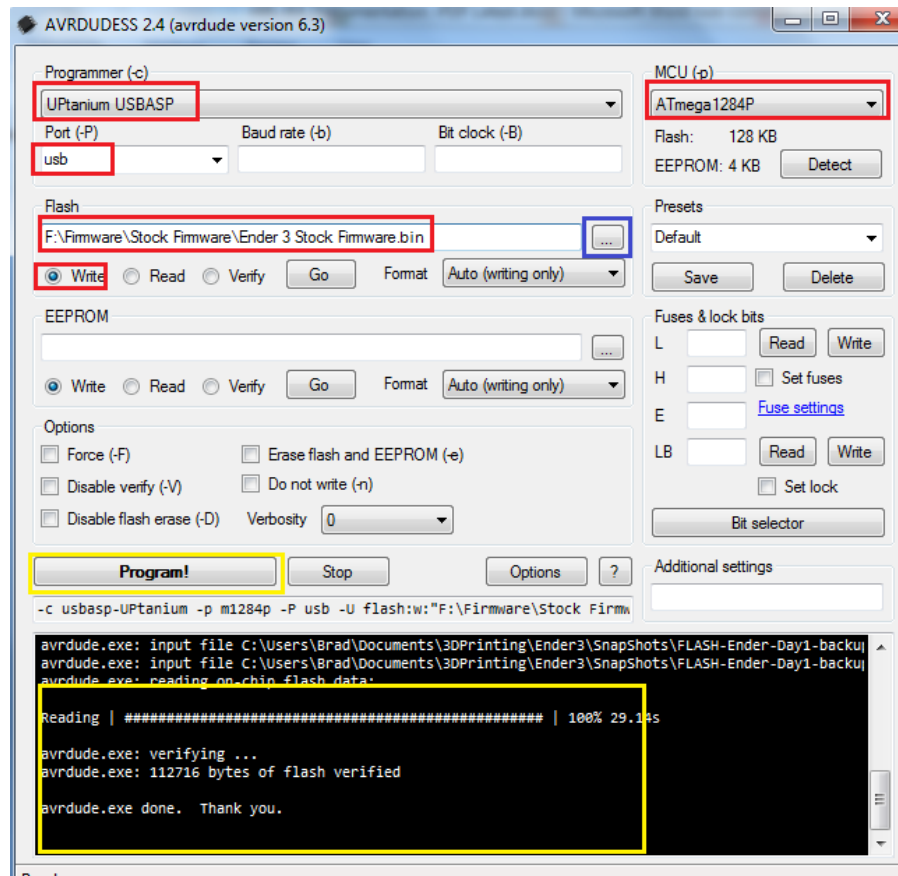 AVRDUDESS 2.4 (avrdude version 6.3)
Programmer (-c)
UPtanium USBASP
Port (-P) Baud rate (-b) Bit clock (-B)
usb
MCU (-p)
ATmega1284P
Flash: 128 KB
EEPROM: 4 KB Detect
Flash
F:\Firmware\Stock Firmware\Ender 3 Stock Firmware.bin ...
Write Read Verify Go Format Auto (writing only)
Presets
Default
Save Delete
EEPROM
...
Write Read Verify Go Format Auto (writing only)
Fuses & lock bits
L Read Write
H Set fuses
E Fuse settings
LB Read Write
Set lock
Bit selector
Options
Force (-F) Erase flash and EEPROM (-e)
Disable verify (-V) Do not write (-n)
Disable flash erase (-D) Verbosity 0
Program! Stop Options ?
Additional settings
-c usbasp-UPtanium -p m1284p -P usb -U flash:w:"F:\Firmware\Stock Firmw
avrdude.exe: input file C:\Users\Brad\Documents\3DPrinting\Ender3\SnapShots\FLASH-Ender-Day1-backup
avrdude.exe: input file C:\Users\Brad\Documents\3DPrinting\Ender3\SnapShots\FLASH-Ender-Day1-backup
avrdude.exe: reading on-chip flash data:
Reading | ################################################## | 100% 29.14s
avrdude.exe: verifying ...
avrdude.exe: 112716 bytes of flash verified
avrdude.exe done. Thank you.